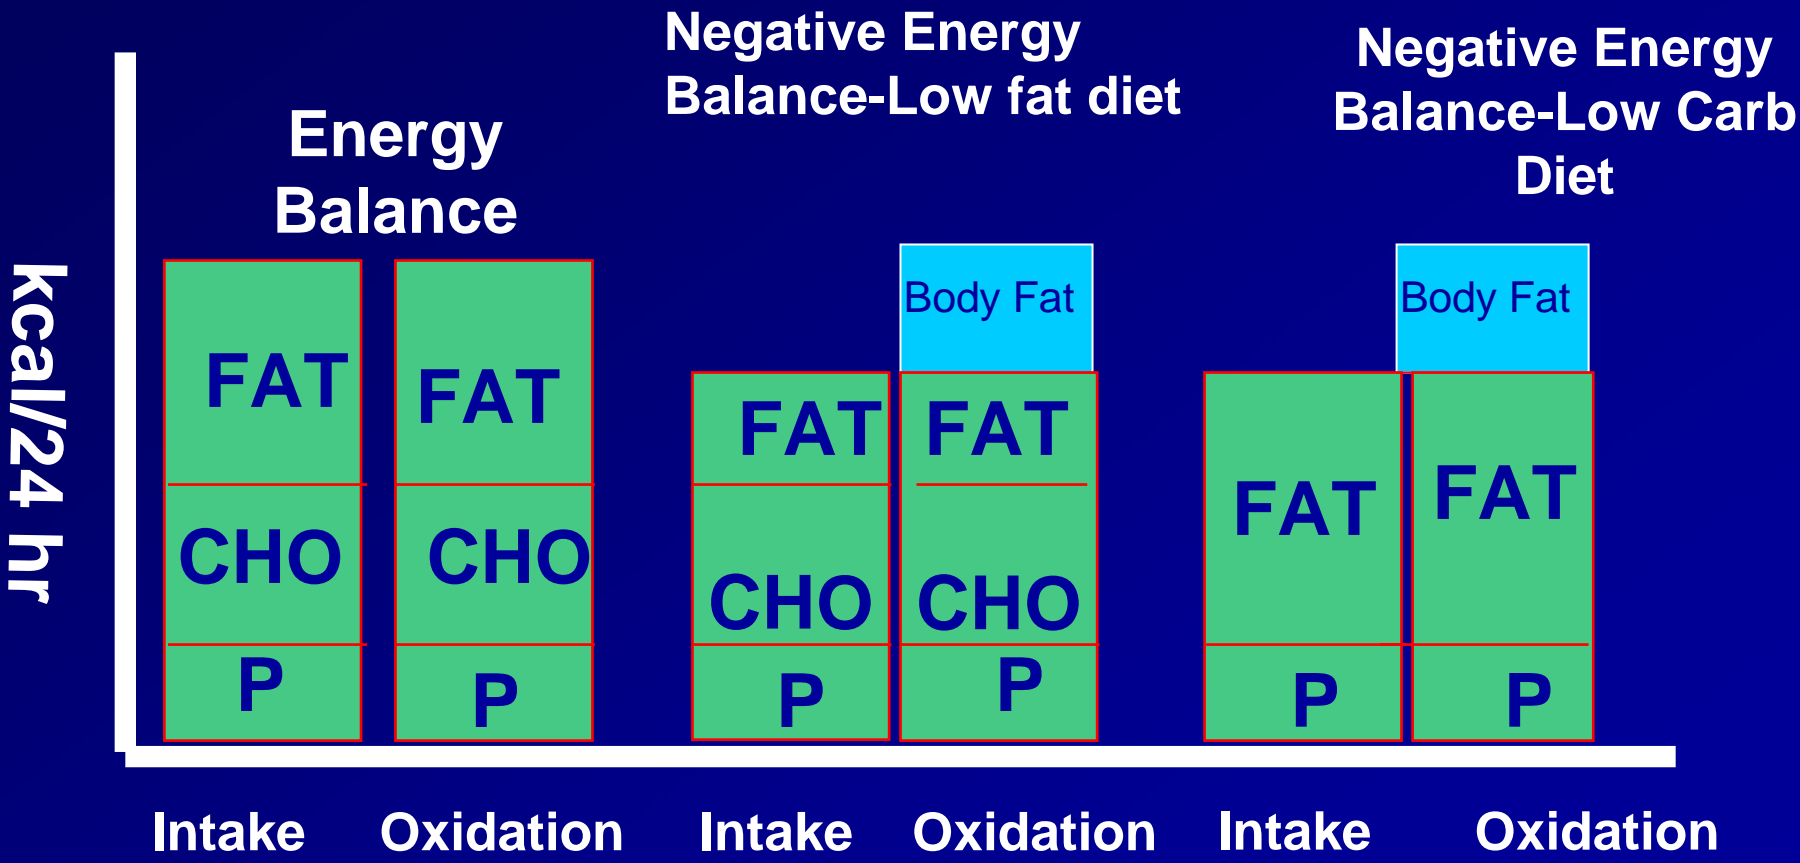 Negative Energy
Balance-Low fat diet
Negative Energy
Balance-Low Carb
Diet
Energy
Balance
kcal/24 hr
FAT
CHO
P
FAT
CHO
P
FAT
CHO
P
Body Fat
FAT
CHO
P
FAT
P
Body Fat
FAT
P
Intake Oxidation Intake Oxidation Intake Oxidation